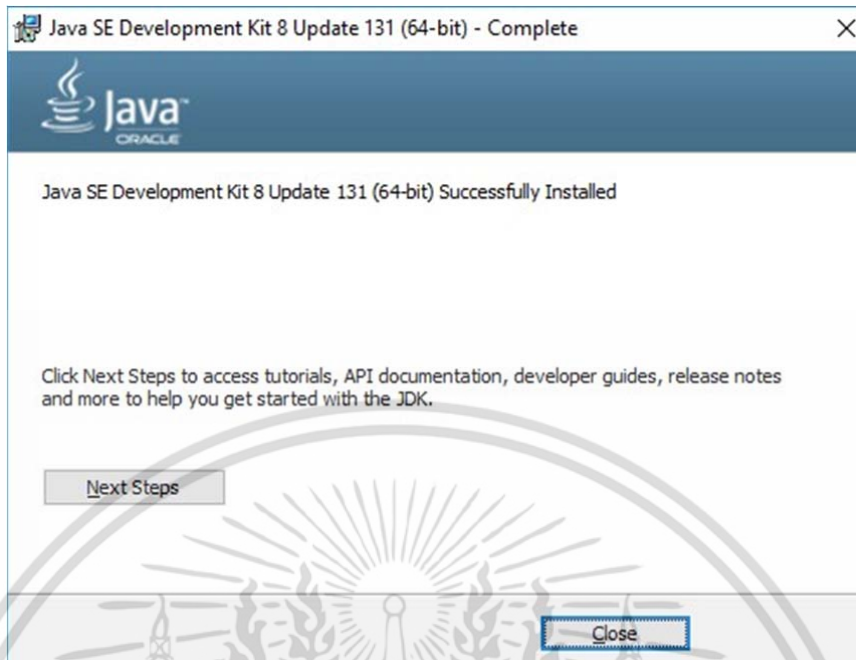 Java SE Development Kit 8 Update 131 (64-bit) - Complete
Java™
ORACLE
Java SE Development Kit 8 Update 131 (64-bit) Successfully Installed
Click Next Steps to access tutorials, API documentation, developer guides, release notes
and more to help you get started with the JDK.
Next Steps
Close